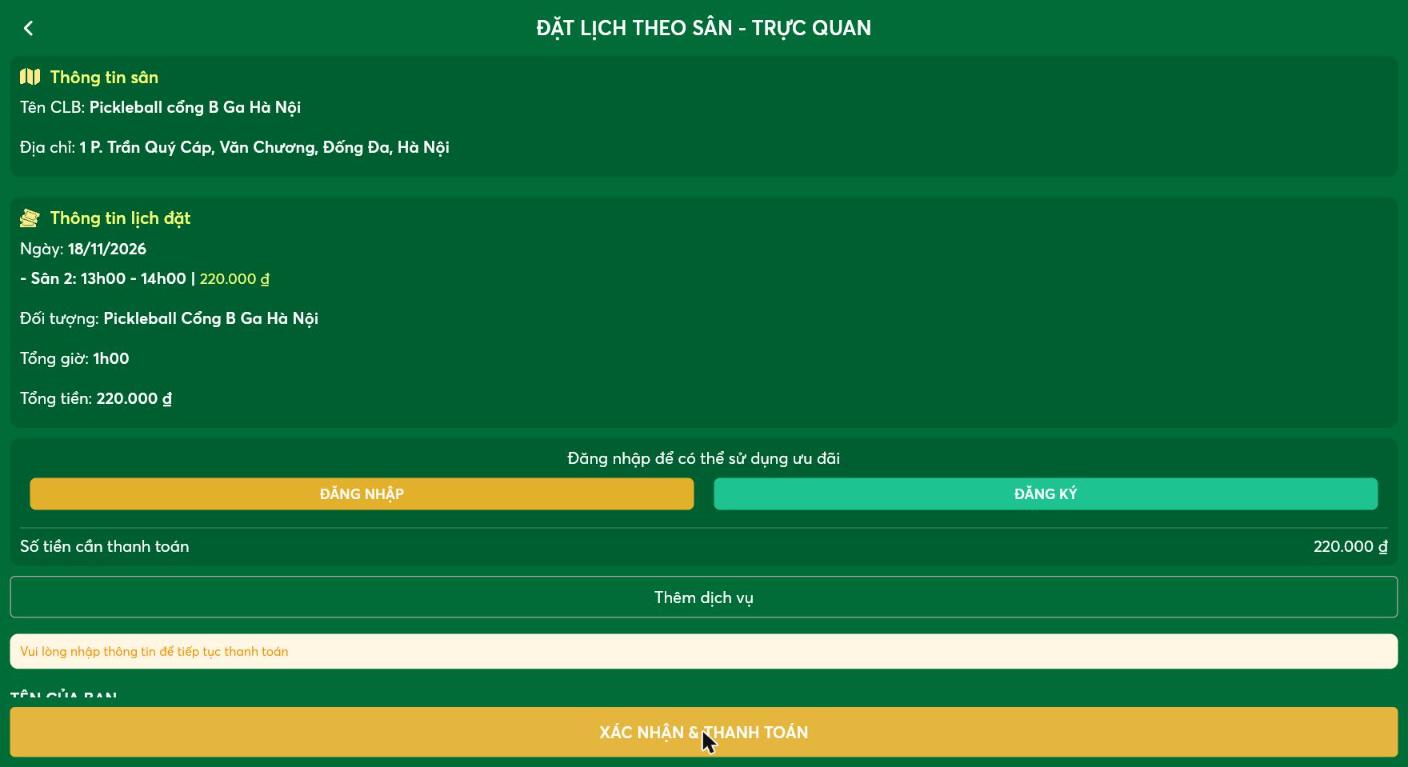 ĐẶT LỊCH THEO SÂN - TRỰC QUAN
Thông tin sân
Tên CLB: Pickleball cổng B Ga Hà Nội
Địa chỉ: 1 P. Trần Quý Cáp, Văn Chương, Đống Đa, Hà Nội
Thông tin lịch đặt
Ngày: 18/11/2026
- Sân 2: 13h00 - 14h00 | 220.000 ₫
Đối tượng: Pickleball Cổng B Ga Hà Nội
Tổng giờ: 1h00
Tổng tiền: 220.000 ₫
Đăng nhập để có thể sử dụng ưu đãi
ĐĂNG NHẬP
ĐĂNG KÝ
Số tiền cần thanh toán
220.000 ₫
Thêm dịch vụ
Vui lòng nhập thông tin để tiếp tục thanh toán
TÊN CỦA BẠN
XÁC NHẬN & THANH TOÁN